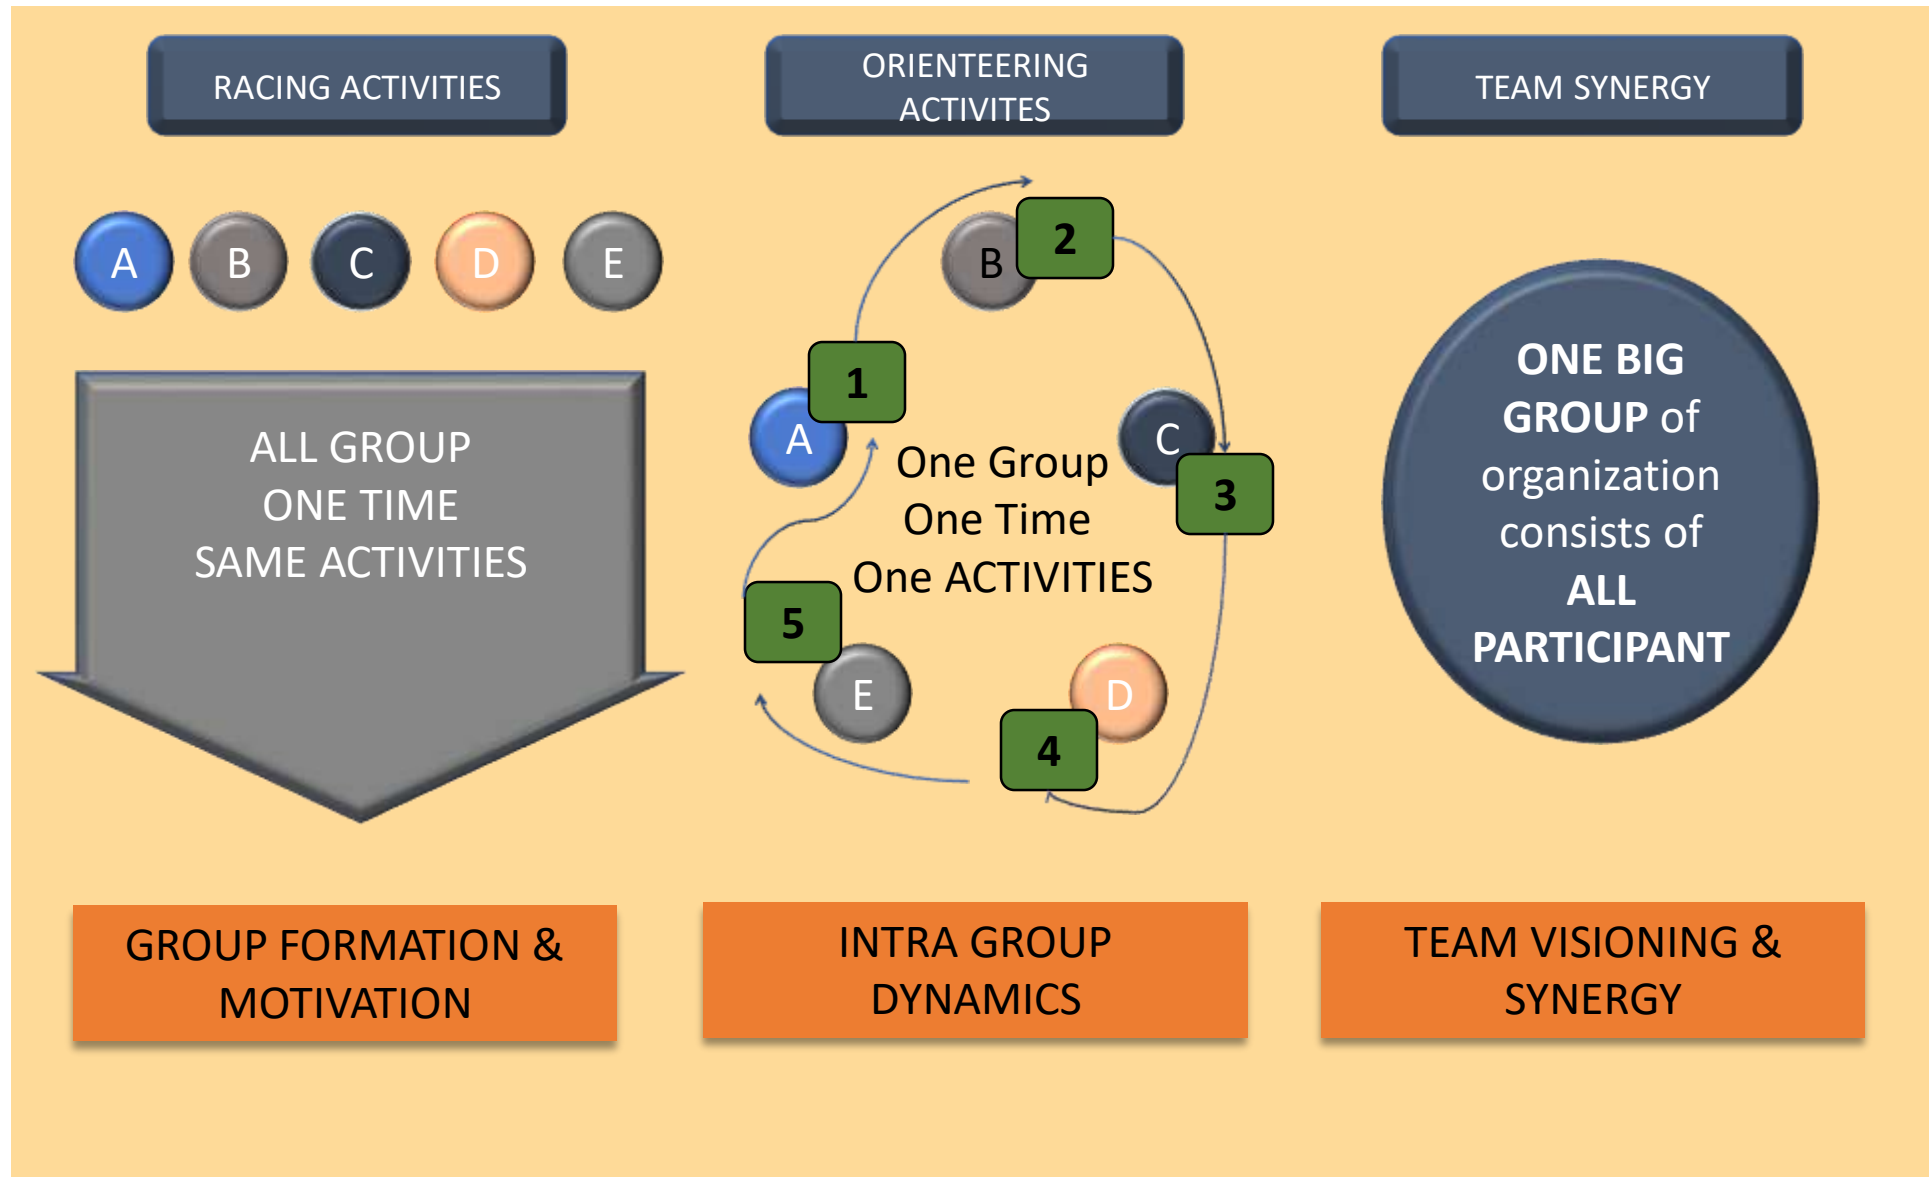 RACING ACTIVITIES
ORIENTEERING
ACTIVITES
TEAM SYNERGY
A
B
C
D
E
ALL GROUP
ONE TIME
SAME ACTIVITIES
B
2
1
A
C
3
One Group
One Time
One ACTIVITIES
5
E
D
4
ONE BIG
GROUP of
organization
consists of
ALL
PARTICIPANT
GROUP FORMATION &
MOTIVATION
INTRA GROUP
DYNAMICS
TEAM VISIONING &
SYNERGY